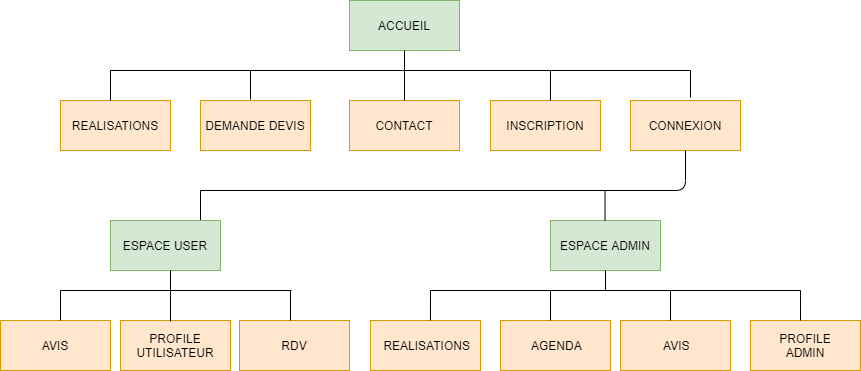 ACCUEIL
REALISATIONS
DEMANDE DEVIS
CONTACT
INSCRIPTION
CONNEXION
ESPACE USER
ESPACE ADMIN
AVIS
PROFILE
UTILISATEUR
RDV
REALISATIONS
AGENDA
AVIS
PROFILE
ADMIN